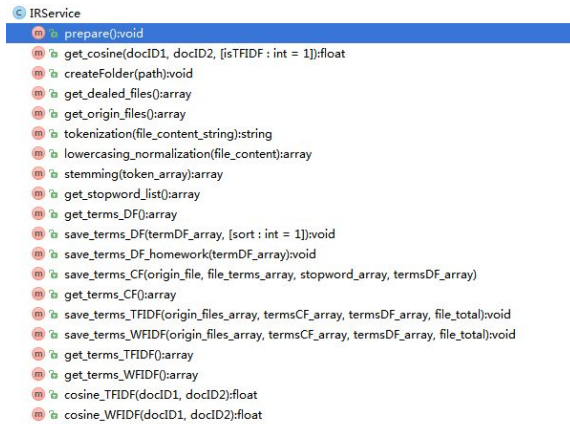 IRService
prepare():void
get_cosine(docID1, docID2, [isTFIDF : int = 1]):float
createFolder(path):void
get_dealed_files():array
get_origin_files():array
tokenization(file_content_string):string
lowercasing_normalization(file_content):array
stemming(token_array):array
get_stopword_list():array
get_terms_DF():array
save_terms_DF(termDF_array, [sort : int = 1]):void
save_terms_DF_homework(termDF_array):void
save_terms_CF(origin_file, file_terms_array, stopword_array, termsDF_array)
get_terms_CF():array
save_terms_TFIDF(origin_files_array, termsCF_array, termsDF_array, file_total):void
save_terms_WFIDF(origin_files_array, termsCF_array, termsDF_array, file_total):void
get_terms_TFIDF():array
get_terms_WFIDF():array
cosine_TFIDF(docID1, docID2):float
cosine_WFIDF(docID1, docID2):float